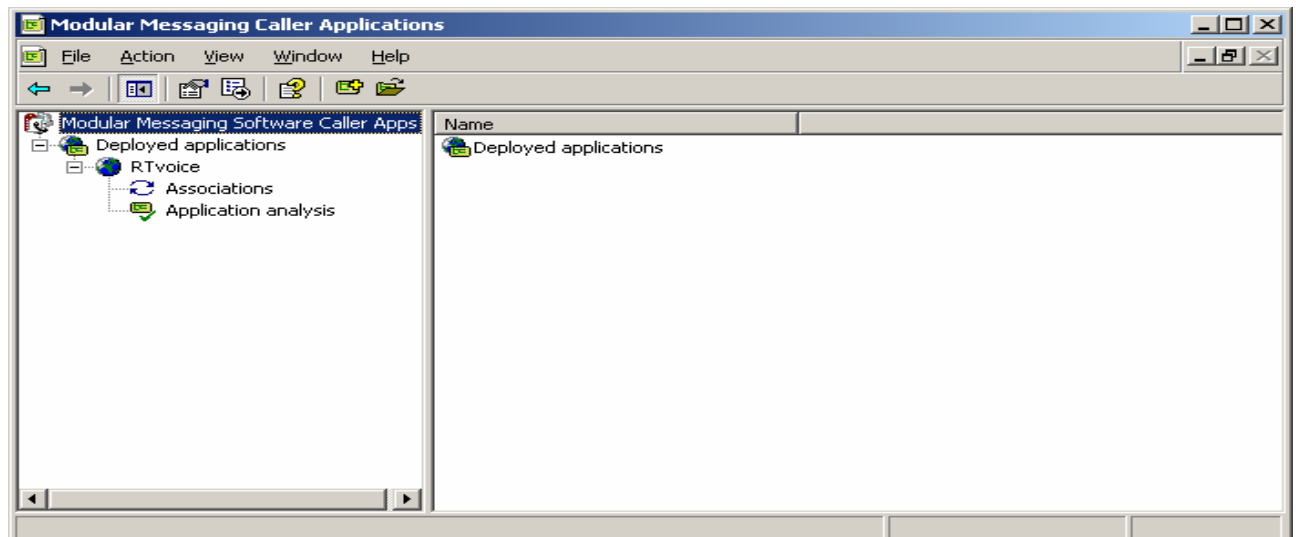 Modular Messaging Caller Applications
File Action View Window Help
Modular Messaging Software Caller Apps
Deployed applications
RTvoice
Associations
Application analysis
Name
Deployed applications